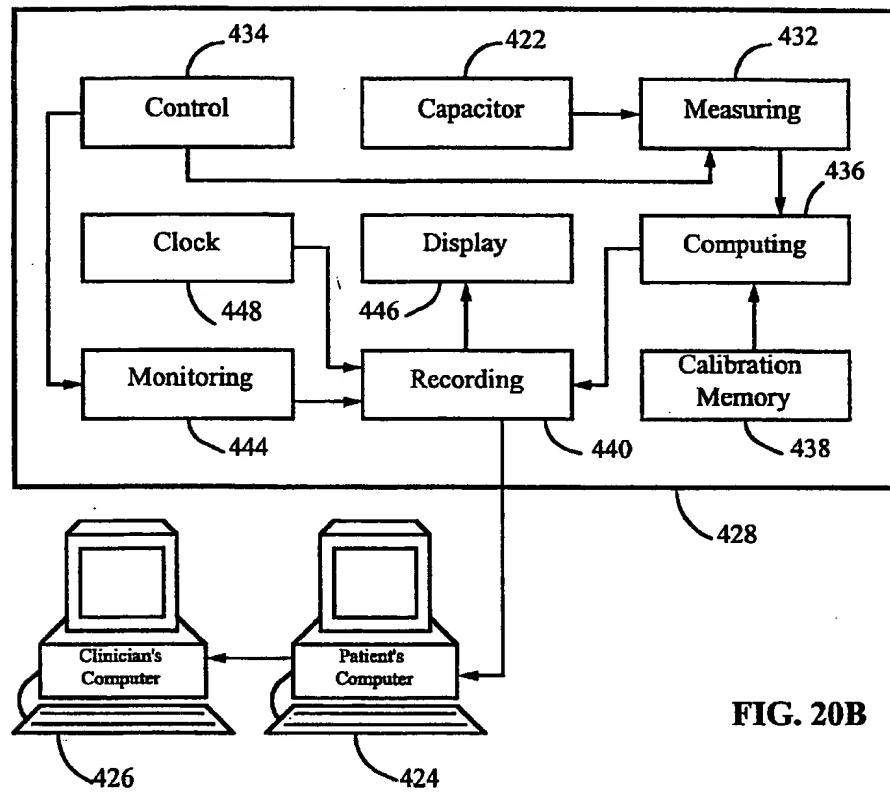 434
422
432
Control
Capacitor
Measuring
436
Clock
Display
Computing
448
446
Monitoring
Recording
Calibration
Memory
444
440
438
428
Clinician's
Computer
Patient's
Computer
FIG. 20B
426
424